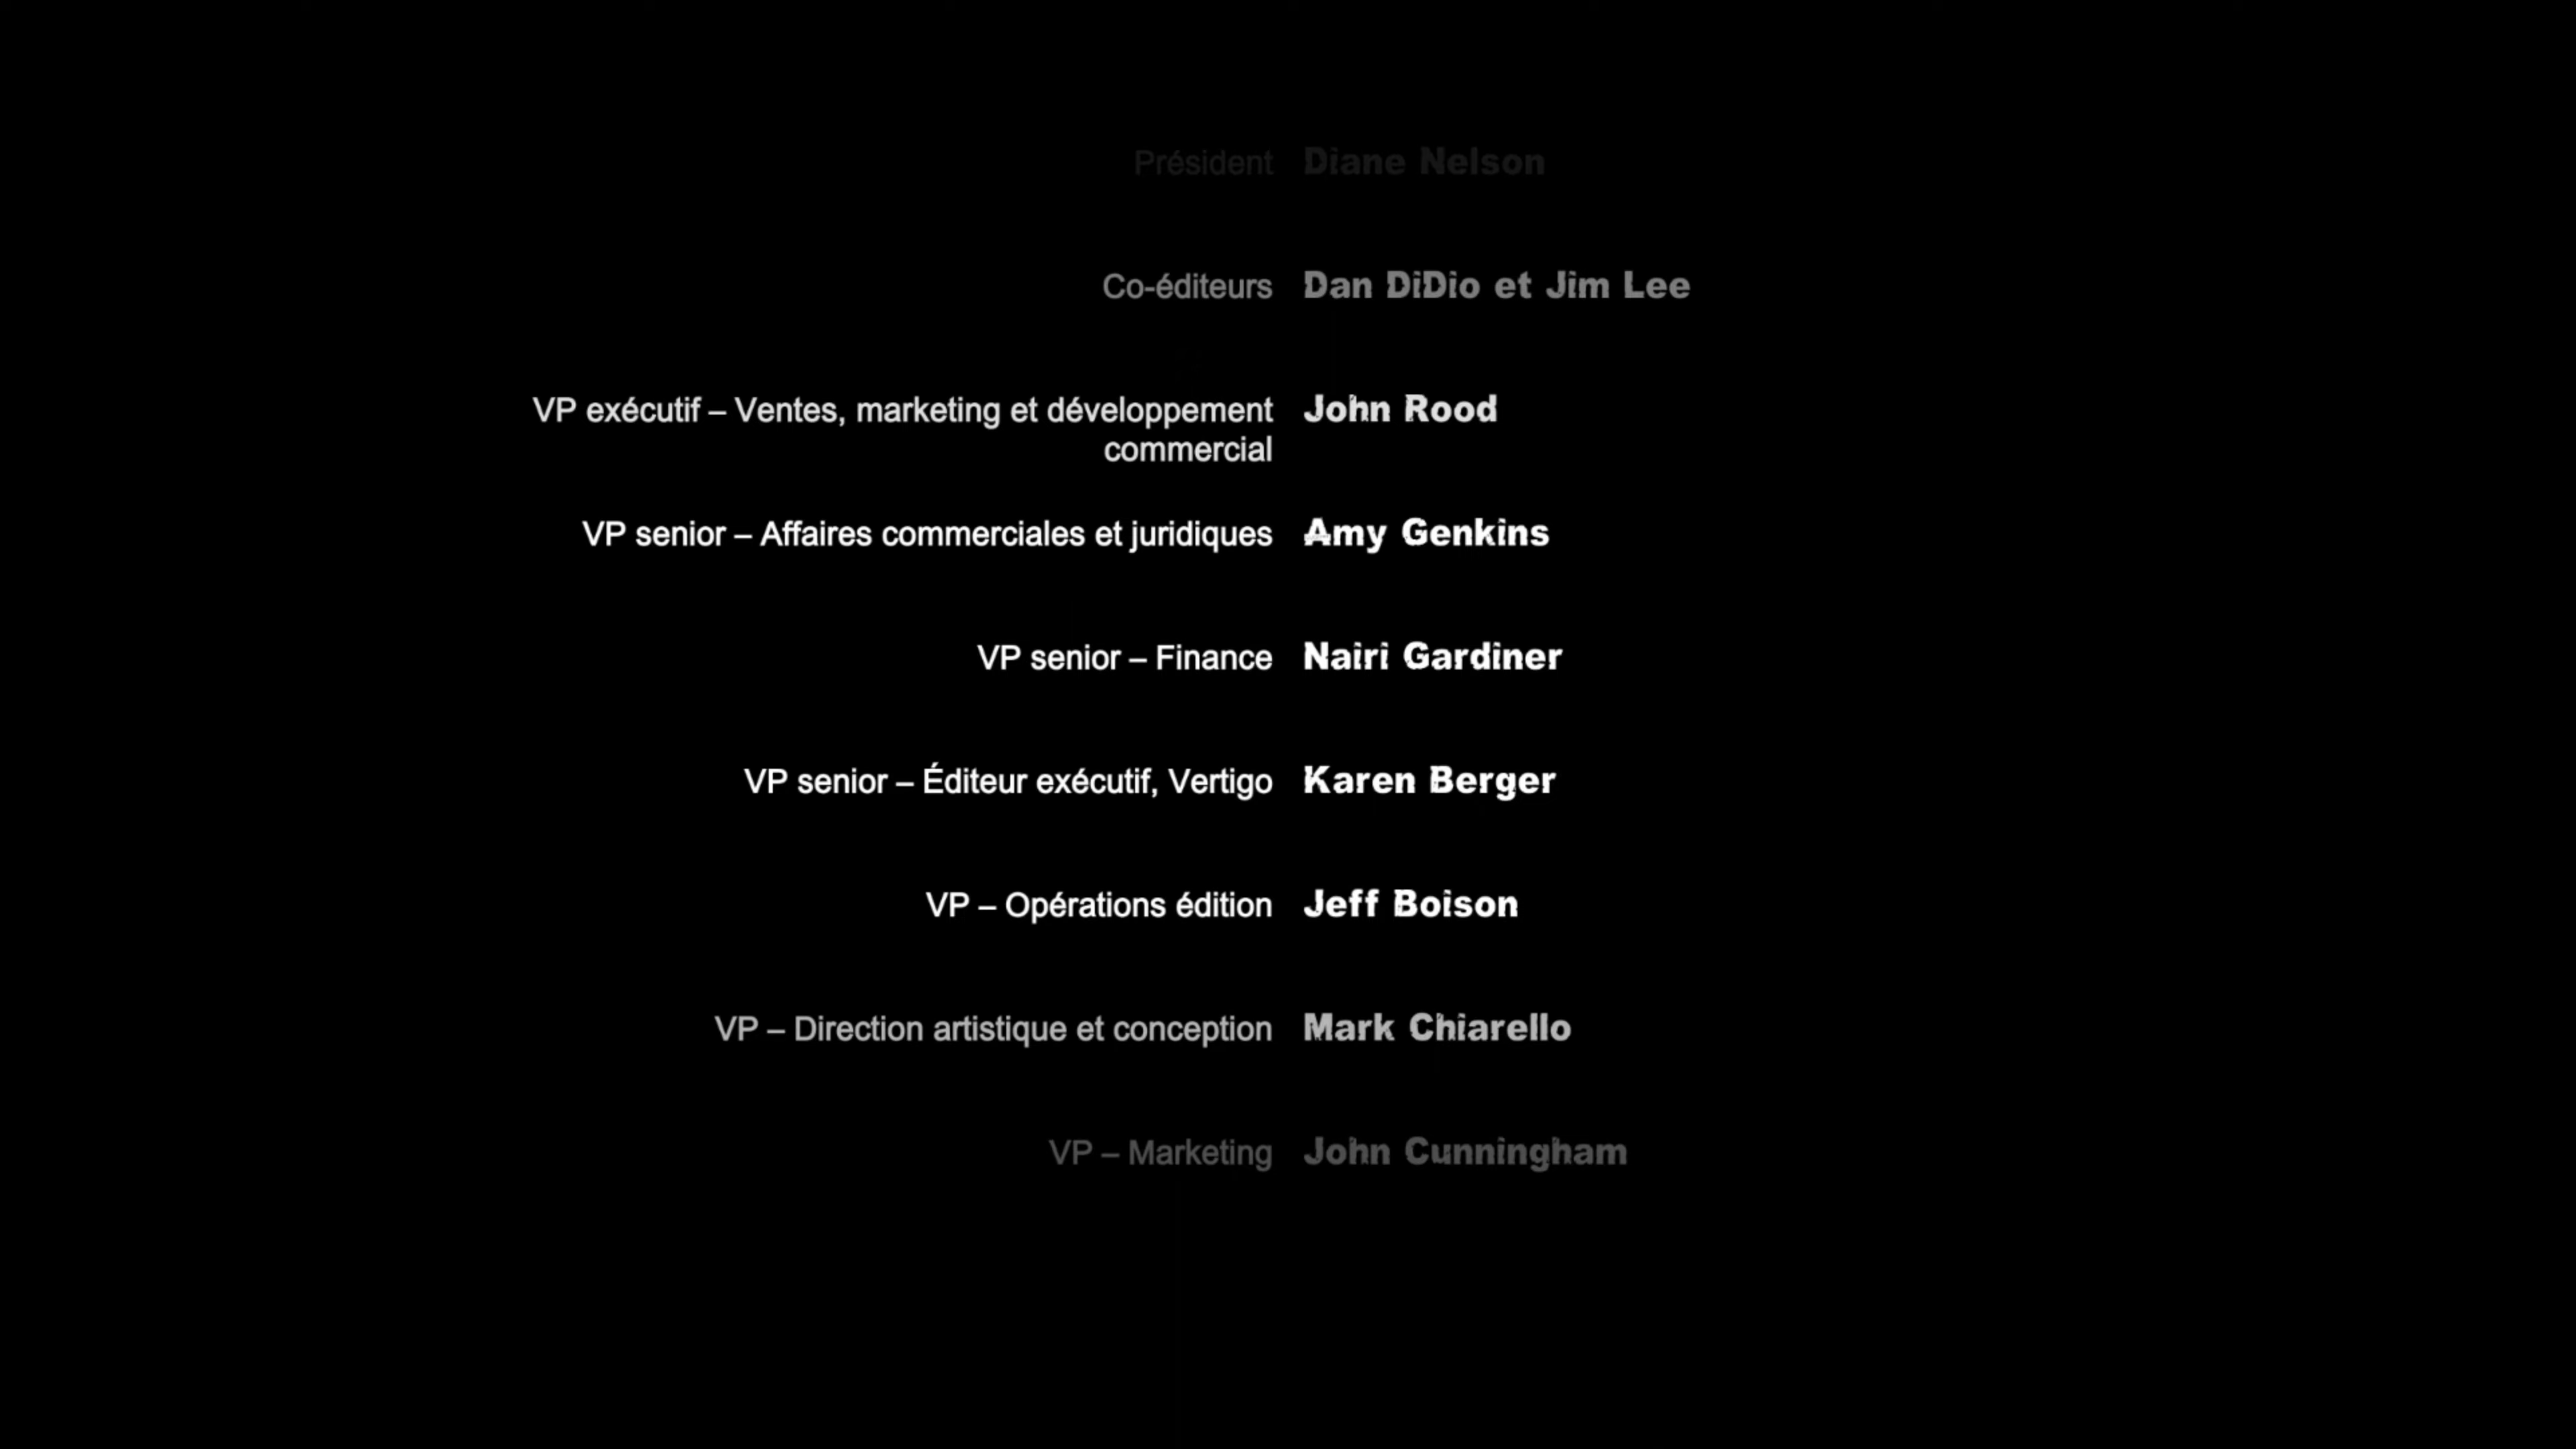 Président Diane Nelson
Co-éditeurs Dan DiDio et Jim Lee
VP exécutif – Ventes, marketing et développement John Rood
commercial
VP senior – Affaires commerciales et juridiques Amy Genkins
VP senior – Finance Nairi Gardiner
VP senior – Éditeur exécutif, Vertigo Karen Berger
VP – Opérations édition Jeff Boison
VP – Direction artistique et conception Mark Chiarello
VP – Marketing John Cunningham